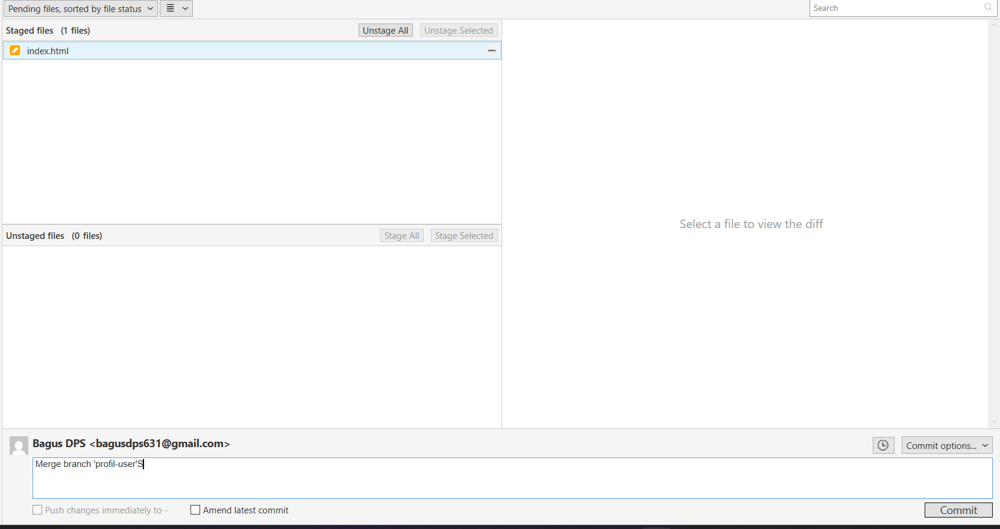 Pending files, sorted by file status
Search
Staged files (1 files)
Unstage All
Unstage Selected
index.html
Select a file to view the diff
Unstaged files (0 files)
Stage All
Stage Selected
Bagus DPS <bagusdps631@gmail.com>
Commit options...
Merge branch 'profil-user'S
Push changes immediately to -
Amend latest commit
Commit